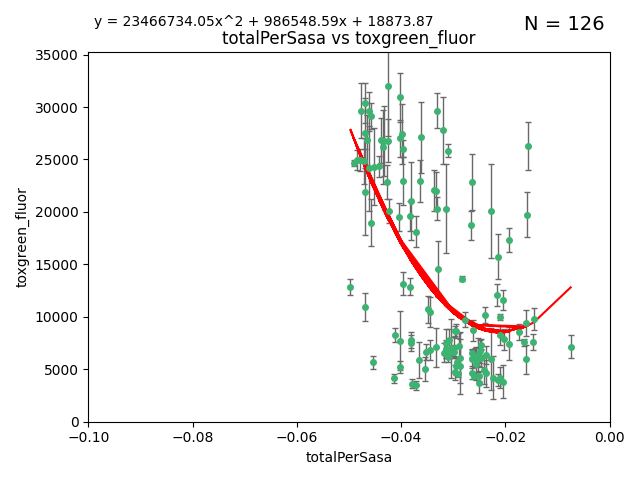 y = 23466734.05x^2 + 986548.59x + 18873.87
N = 126
totalPerSasa vs toxgreen_fluor
35000
30000
25000
20000
15000
10000
5000
0
toxgreen_fluor
−0.10
−0.08
−0.06
−0.04
−0.02
0.00
totalPerSasa